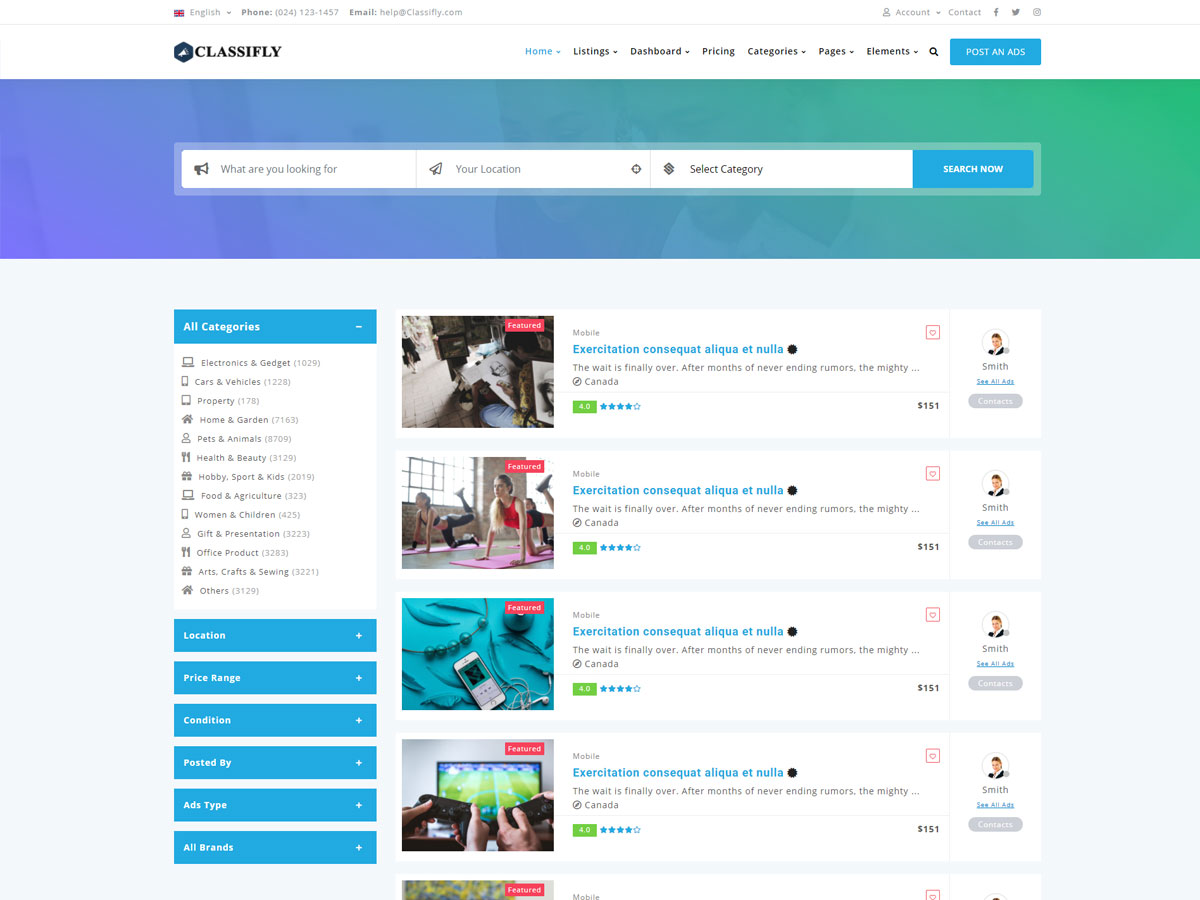 English Phone: (024) 123-1457 Email: help@Classifly.com Account Contact
CLASSIFLY Home Listings Dashboard Pricing Categories Pages Elements POST AN ADS
What are you looking for Your Location Select Category SEARCH NOW
All Categories −
Electronics & Gedget (1029)
Cars & Vehicles (1228)
Property (178)
Home & Garden (7163)
Pets & Animals (8709)
Health & Beauty (3129)
Hobby, Sport & Kids (2019)
Food & Agriculture (323)
Women & Children (425)
Gift & Presentation (3223)
Office Product (3283)
Arts, Crafts & Sewing (3221)
Others (3129)
Location +
Price Range +
Condition +
Posted By +
Ads Type +
All Brands +
Featured
Mobile
Exercitation consequat aliqua et nulla
The wait is finally over. After months of never ending rumors, the mighty ...
Canada
4.0 $151
Smith
See All Ads
Contacts
Featured
Mobile
Exercitation consequat aliqua et nulla
The wait is finally over. After months of never ending rumors, the mighty ...
Canada
4.0 $151
Smith
See All Ads
Contacts
Featured
Mobile
Exercitation consequat aliqua et nulla
The wait is finally over. After months of never ending rumors, the mighty ...
Canada
4.0 $151
Smith
See All Ads
Contacts
Featured
Mobile
Exercitation consequat aliqua et nulla
The wait is finally over. After months of never ending rumors, the mighty ...
Canada
4.0 $151
Smith
See All Ads
Contacts
Featured
Mobile